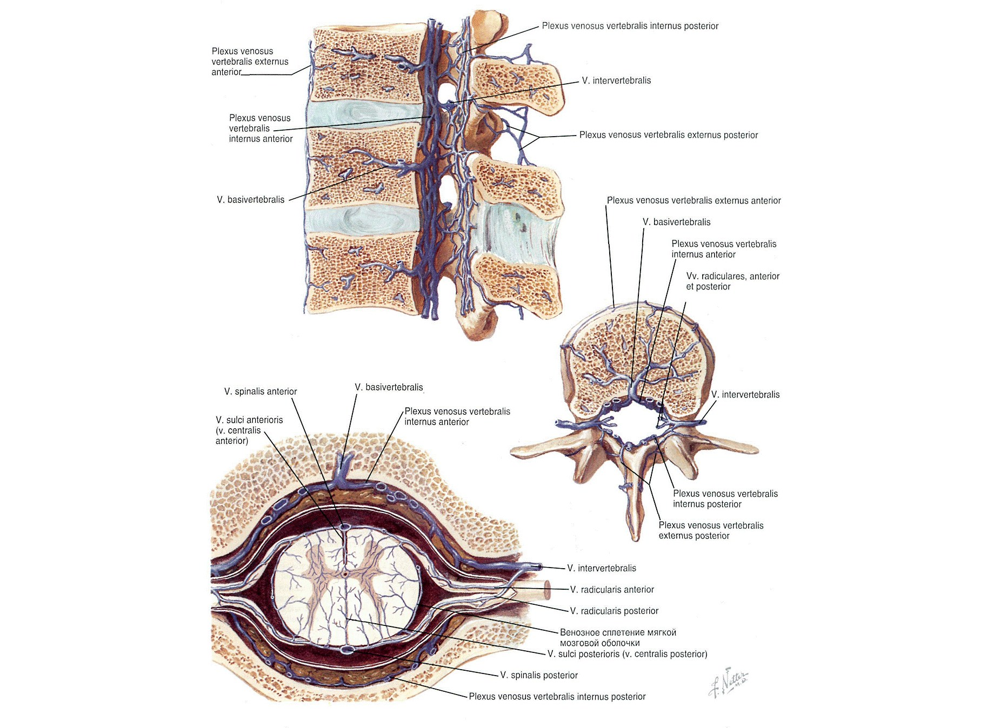 Plexus venosus vertebralis internus posterior
Plexus venosus
vertebralis externus
anterior
V. intervertebralis
Plexus venosus
vertebralis
internus anterior
Plexus venosus vertebralis externus posterior
V. basivertebralis
Plexus venosus vertebralis externus anterior
V. basivertebralis
Plexus venosus vertebralis
internus anterior
Vv. radiculares, anterior
et posterior
V. intervertebralis
Plexus venosus vertebralis
internus posterior
Plexus venosus vertebralis
externus posterior
V. spinalis anterior
V. basivertebralis
V. sulci anterioris
(v. centralis
anterior)
Plexus venosus vertebralis
internus anterior
V. intervertebralis
V. radicularis anterior
V. radicularis posterior
Венозное сплетение мягкой
мозговой оболочки
V. sulci posterioris (v. centralis posterior)
V. spinalis posterior
Plexus venosus vertebralis internus posterior
F. Netter
M.D.